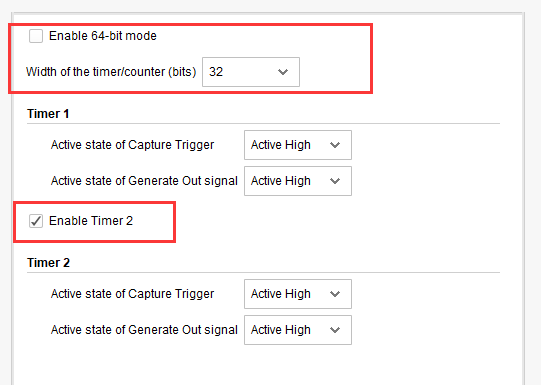 Enable 64-bit mode
Width of the timer/counter (bits) 32
Timer 1
Active state of Capture Trigger Active High
Active state of Generate Out signal Active High
Enable Timer 2
Timer 2
Active state of Capture Trigger Active High
Active state of Generate Out signal Active High